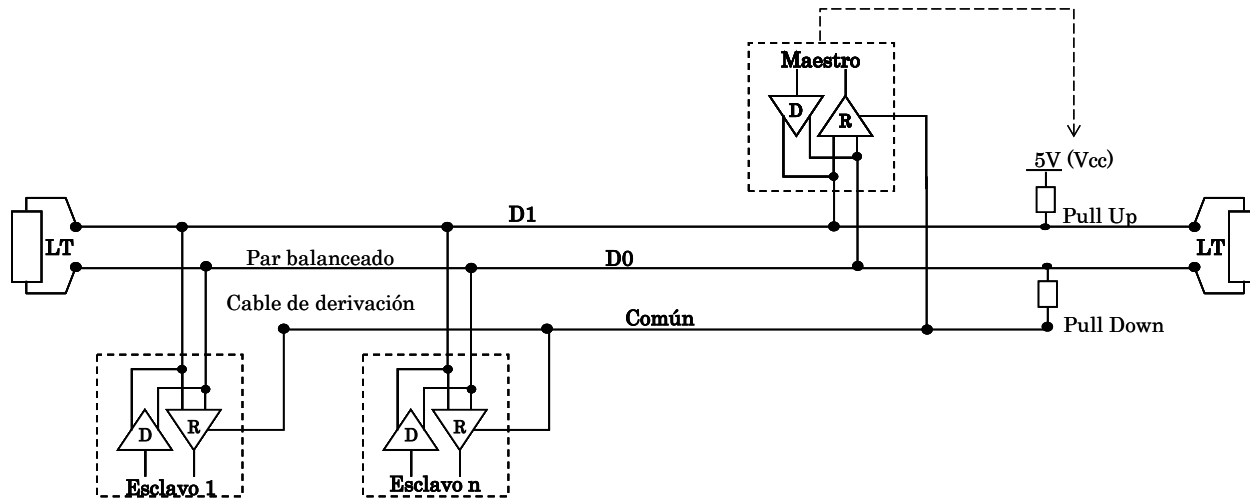 Maestro
D
R
5V (Vcc)
Pull Up
D1
LT
LT
Par balanceado
D0
Cable de derivación
Común
Pull Down
D
R
D
R
Esclavo 1
Esclavo n